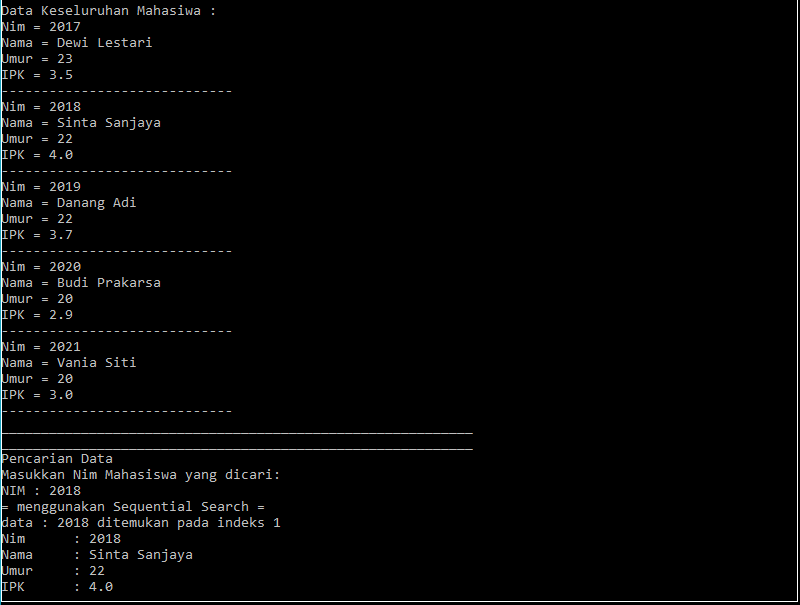 Data Keseluruhan Mahasiwa :
Nim = 2017
Nama = Dewi Lestari
Umur = 23
IPK = 3.5
-----------------------------
Nim = 2018
Nama = Sinta Sanjaya
Umur = 22
IPK = 4.0
-----------------------------
Nim = 2019
Nama = Danang Adi
Umur = 22
IPK = 3.7
-----------------------------
Nim = 2020
Nama = Budi Prakarsa
Umur = 20
IPK = 2.9
-----------------------------
Nim = 2021
Nama = Vania Siti
Umur = 20
IPK = 3.0
-----------------------------
___________________________________________________________
___________________________________________________________
Pencarian Data
Masukkan Nim Mahasiswa yang dicari:
NIM : 2018
= menggunakan Sequential Search =
data : 2018 ditemukan pada indeks 1
Nim      : 2018
Nama     : Sinta Sanjaya
Umur     : 22
IPK      : 4.0